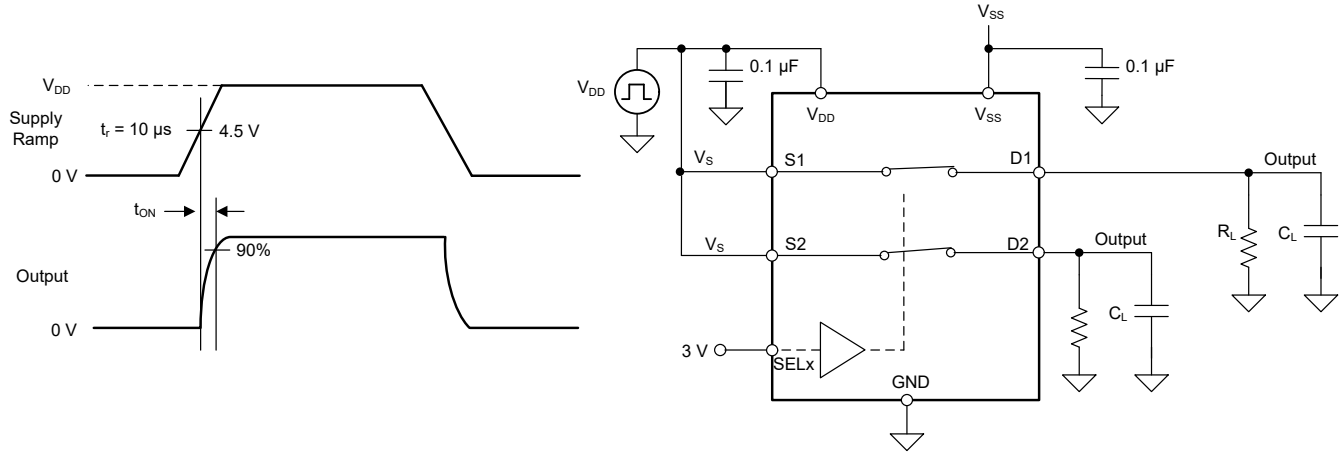 V_DD
Supply
Ramp
t_r = 10 µs
4.5 V
0 V
t_ON
90%
Output
0 V
V_SS
V_DD
0.1 µF
0.1 µF
V_DD
V_SS
V_S
S1
D1
Output
V_S
S2
D2
Output
R_L
C_L
C_L
3 V
SELx
GND